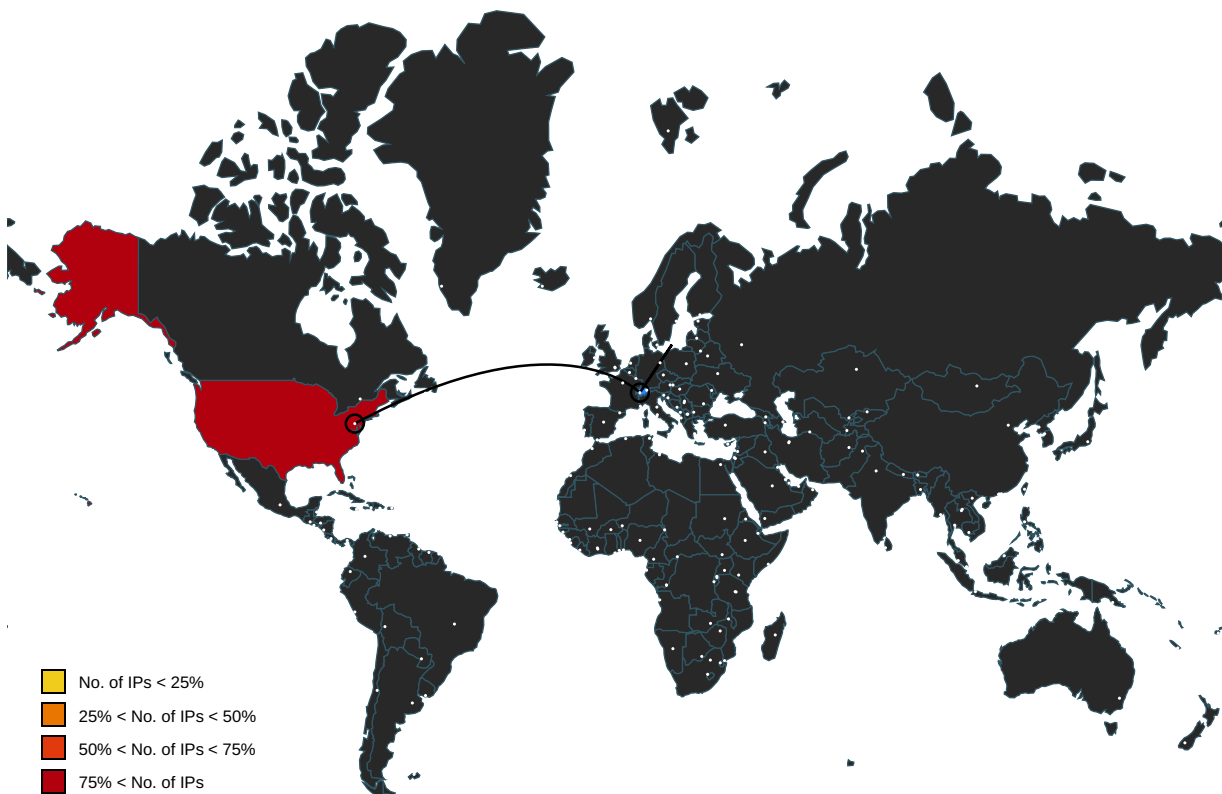 No. of IPs < 25%
25% < No. of IPs < 50%
50% < No. of IPs < 75%
75% < No. of IPs